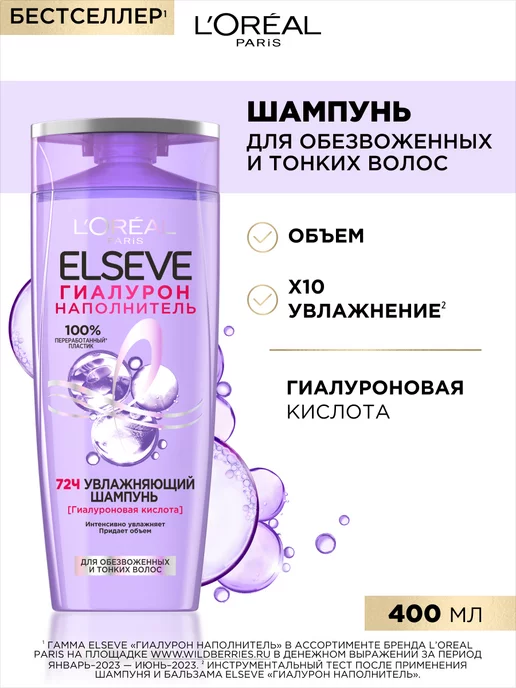 БЕСТСЕЛЛЕР¹
L'ORÉAL
PARIS
ШАМПУНЬ
ДЛЯ ОБЕЗВОЖЕННЫХ
И ТОНКИХ ВОЛОС
ОБЪЕМ
X10
УВЛАЖНЕНИЕ²
ГИАЛУРОНОВАЯ
КИСЛОТА
L'ORÉAL
PARIS
ELSEVE
ГИАЛУРОН
НАПОЛНИТЕЛЬ
100%
ПЕРЕРАБОТАННЫЙ
ПЛАСТИК
72Ч УВЛАЖНЯЮЩИЙ
ШАМПУНЬ
[Гиалуроновая кислота]
Интенсивно увлажняет
Придает объем
ДЛЯ ОБЕЗВОЖЕННЫХ
И ТОНКИХ ВОЛОС
400 МЛ
¹ ГАММА ELSEVE «ГИАЛУРОН НАПОЛНИТЕЛЬ» В АССОРТИМЕНТЕ БРЕНДА L'OREAL
PARIS НА ПЛОЩАДКЕ WWW.WILDBERRIES.RU В ДЕНЕЖНОМ ВЫРАЖЕНИИ ЗА ПЕРИОД
ЯНВАРЬ-2023 — ИЮНЬ-2023. ² ИНСТРУМЕНТАЛЬНЫЙ ТЕСТ ПОСЛЕ ПРИМЕНЕНИЯ
ШАМПУНЯ И БАЛЬЗАМА ELSEVE «ГИАЛУРОН НАПОЛНИТЕЛЬ».